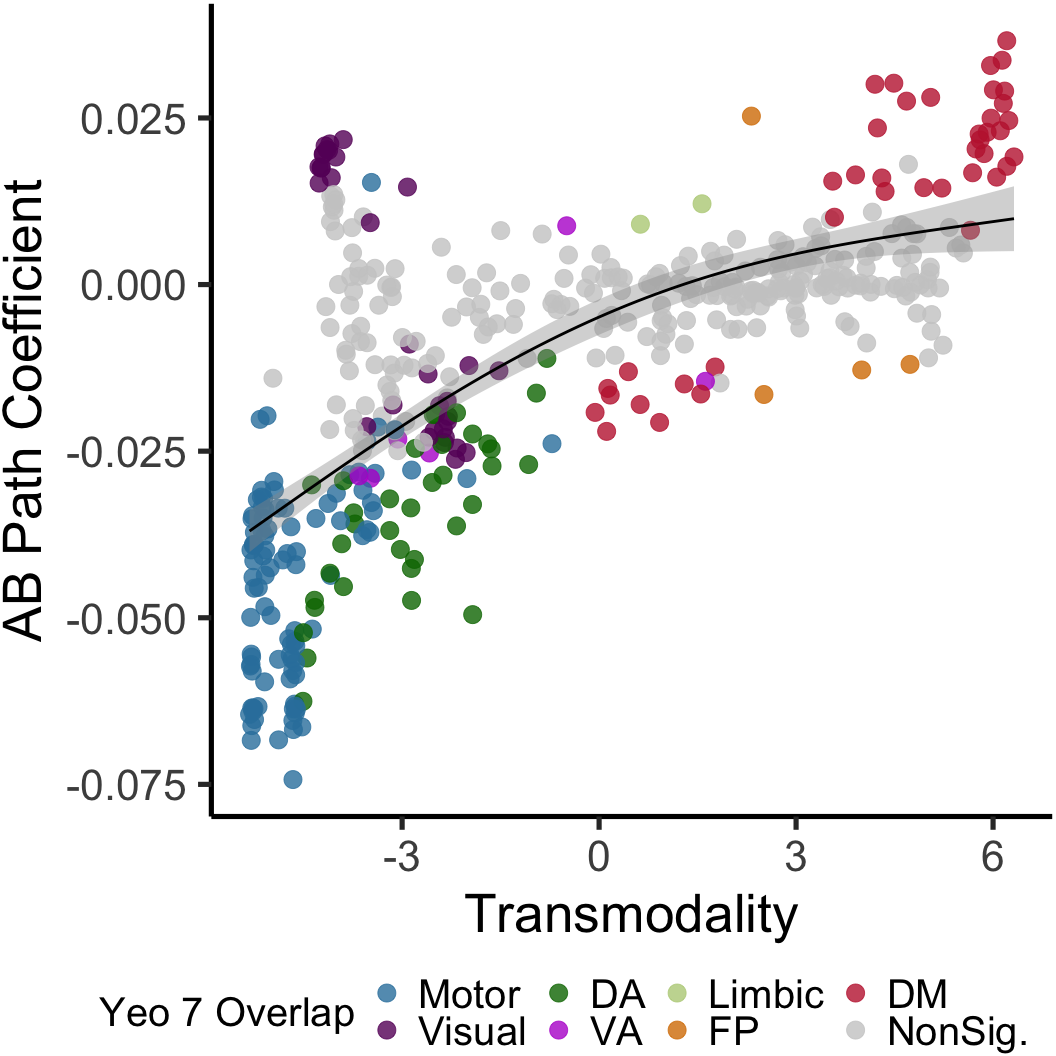 0.025
0.000
-0.025
-0.050
-0.075
AB Path Coefficient
-3 0 3 6
Transmodality
Yeo 7 Overlap
Motor DA Limbic DM
Visual VA FP NonSig.